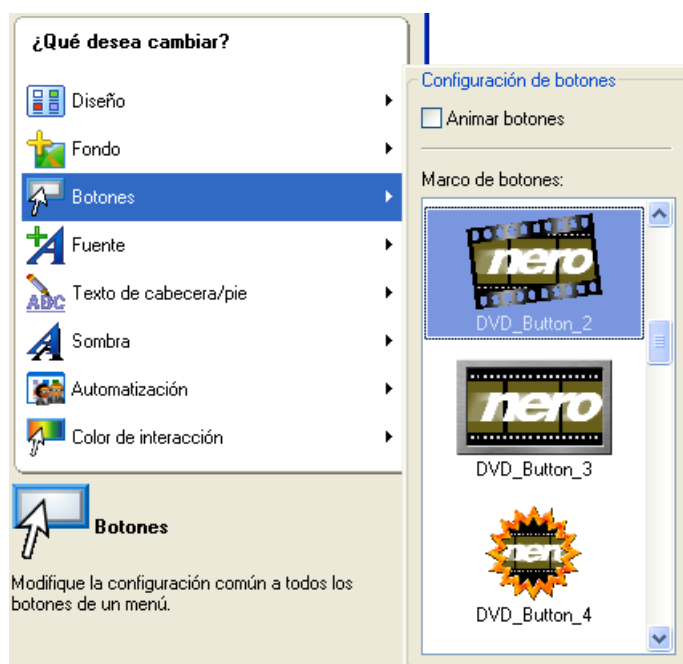 ¿Qué desea cambiar?
Diseño
Fondo
Botones
Fuente
ABC
Texto de cabecera/pie
Sombra
Automatización
Color de interacción
Botones
Modifique la configuración común a todos los
botones de un menú.
Configuración de botones
Animar botones
Marco de botones:
nero
DVD_Button_2
nero
DVD_Button_3
nero
DVD_Button_4